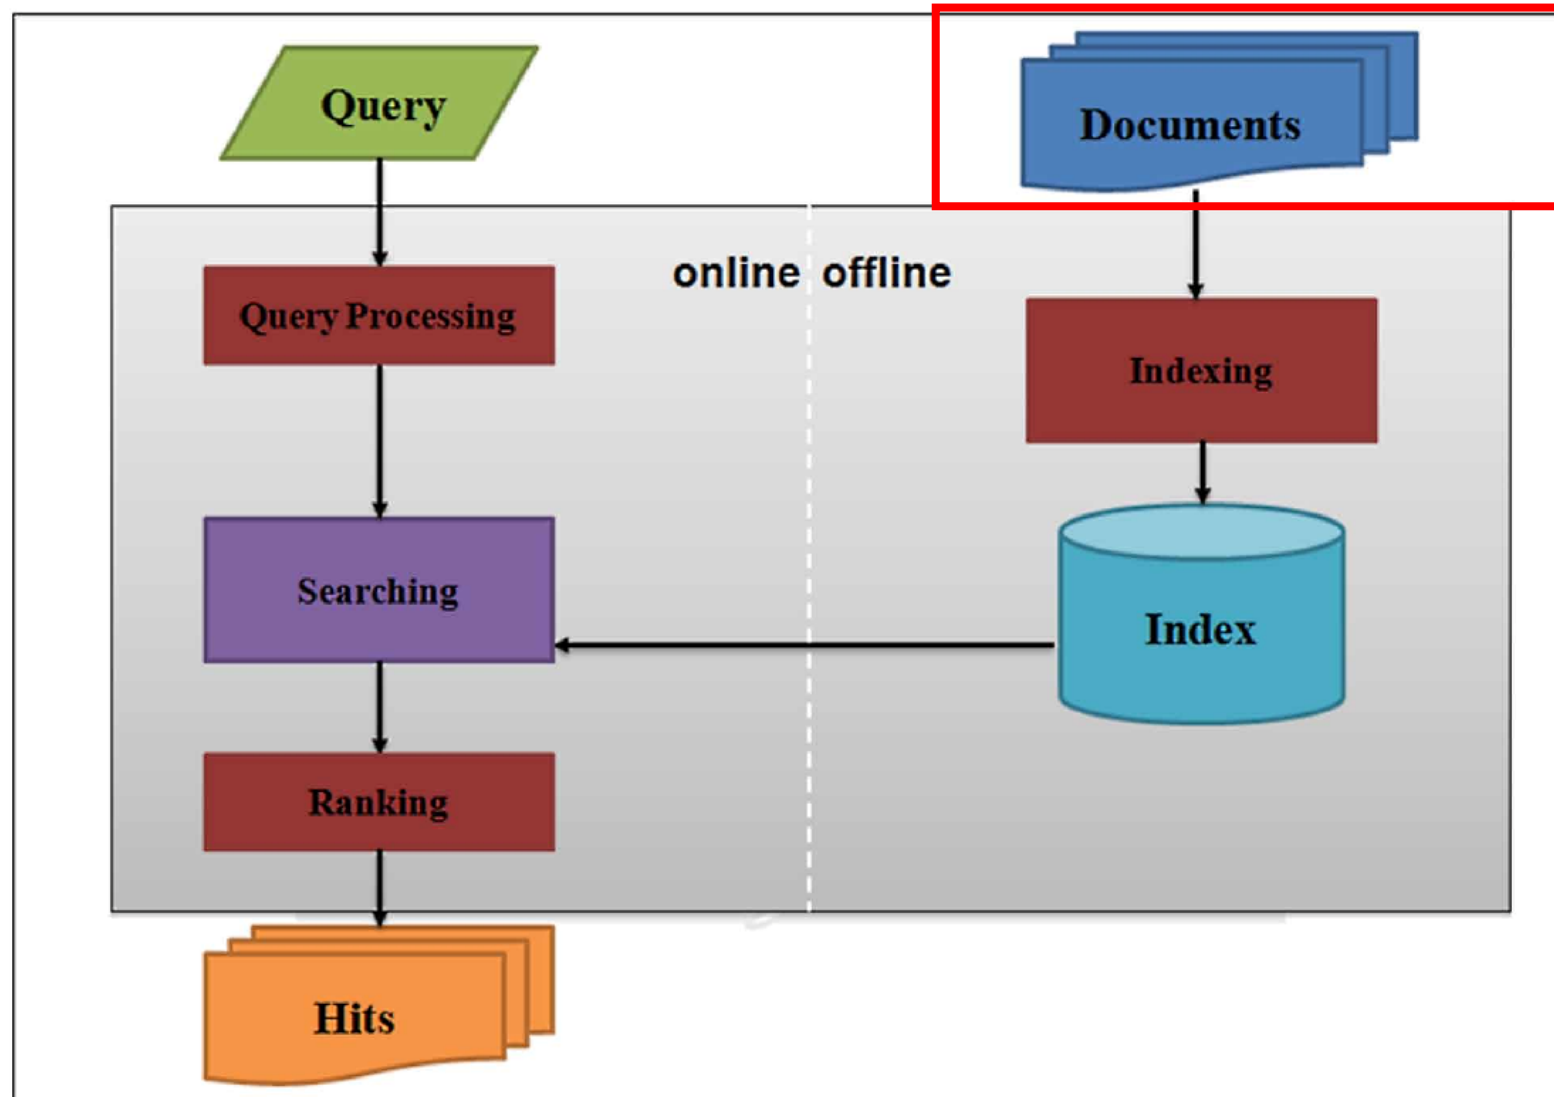 Query
Documents
online offline
Query Processing
Indexing
Searching
Index
Ranking
Hits